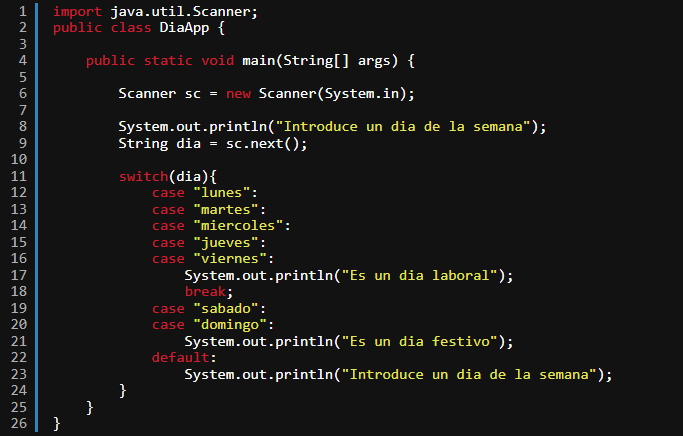 1 import java.util.Scanner;
2 public class DiaApp {
3
4     public static void main(String[] args) {
5
6         Scanner sc = new Scanner(System.in);
7
8         System.out.println("Introduce un dia de la semana");
9         String dia = sc.next();
10
11         switch(dia){
12             case "lunes":
13             case "martes":
14             case "miercoles":
15             case "jueves":
16             case "viernes":
17                 System.out.println("Es un dia laboral");
18                 break;
19             case "sabado":
20             case "domingo":
21                 System.out.println("Es un dia festivo");
22             default:
23                 System.out.println("Introduce un dia de la semana");
24         }
25     }
26 }